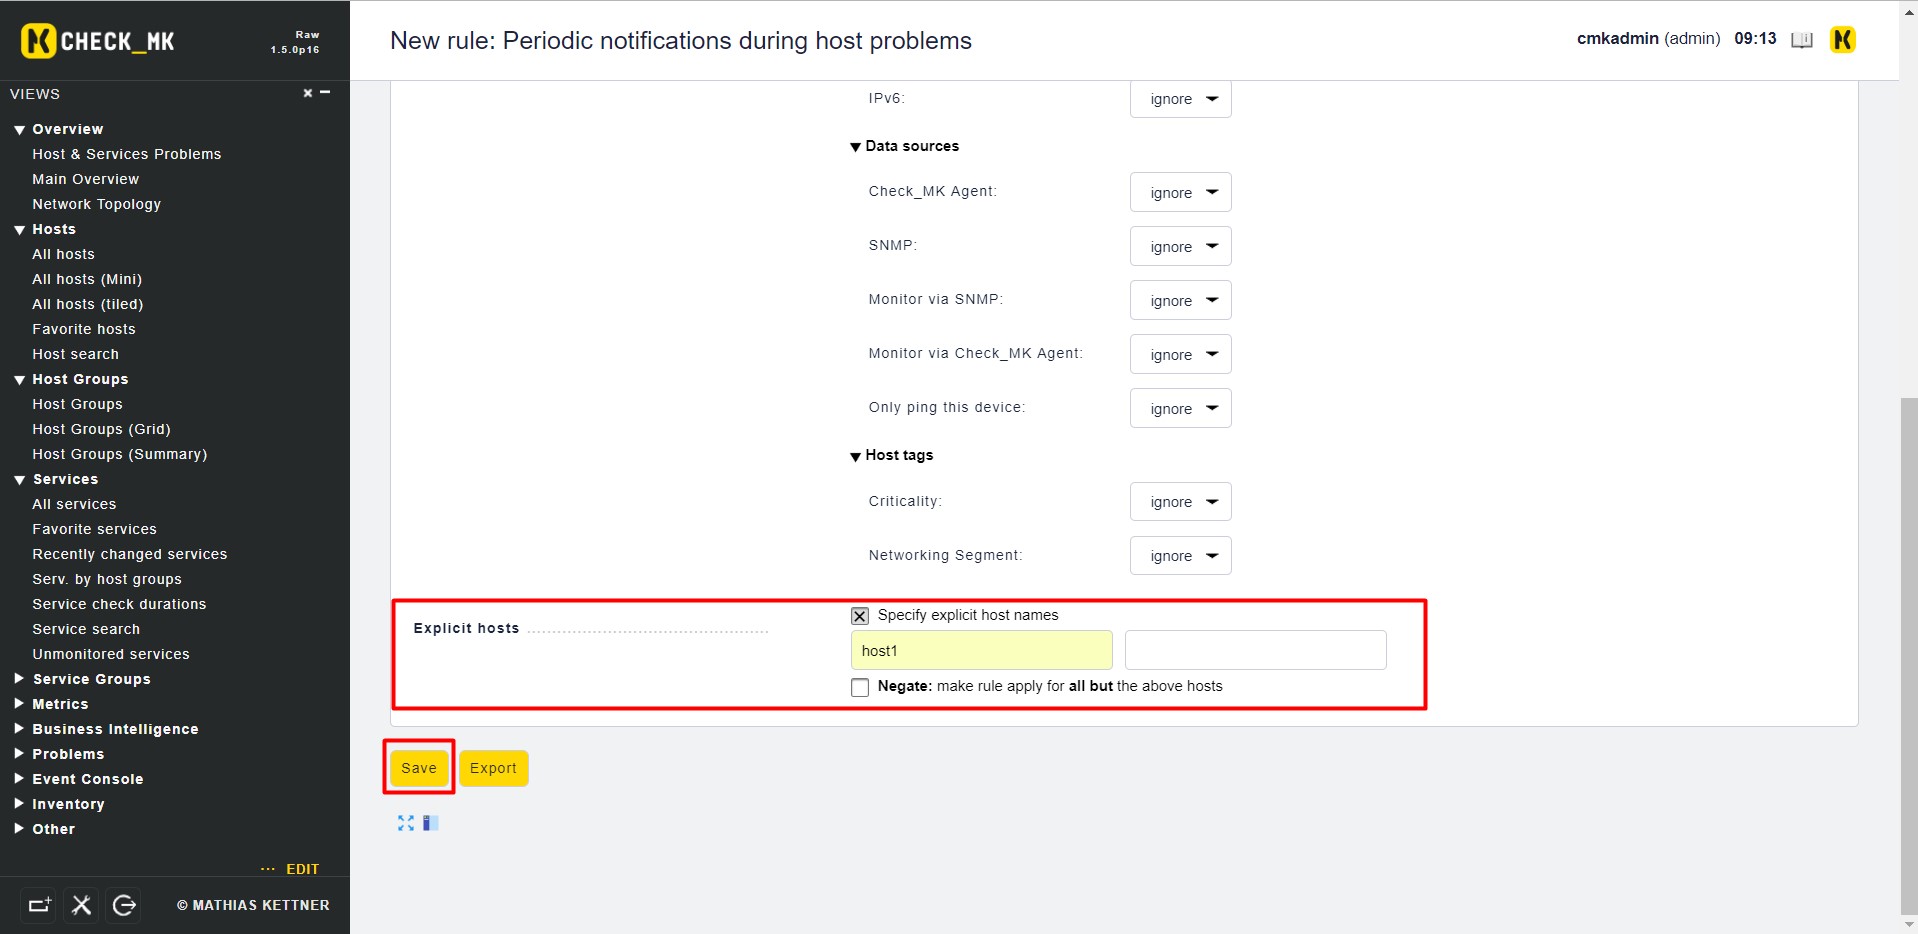 CHECK_MK
Raw
1.5.0p16
New rule: Periodic notifications during host problems
cmkadmin (admin) 09:13
VIEWS
Overview
Host & Services Problems
Main Overview
Network Topology
Hosts
All hosts
All hosts (Mini)
All hosts (tiled)
Favorite hosts
Host search
Host Groups
Host Groups
Host Groups (Grid)
Host Groups (Summary)
Services
All services
Favorite services
Recently changed services
Serv. by host groups
Service check durations
Service search
Unmonitored services
Service Groups
Metrics
Business Intelligence
Problems
Event Console
Inventory
Other
... EDIT
© MATHIAS KETTNER
IPv6: ignore
Data sources
Check_MK Agent: ignore
SNMP: ignore
Monitor via SNMP: ignore
Monitor via Check_MK Agent: ignore
Only ping this device: ignore
Host tags
Criticality: ignore
Networking Segment: ignore
Explicit hosts
Specify explicit host names
host1
Negate: make rule apply for all but the above hosts
Save Export